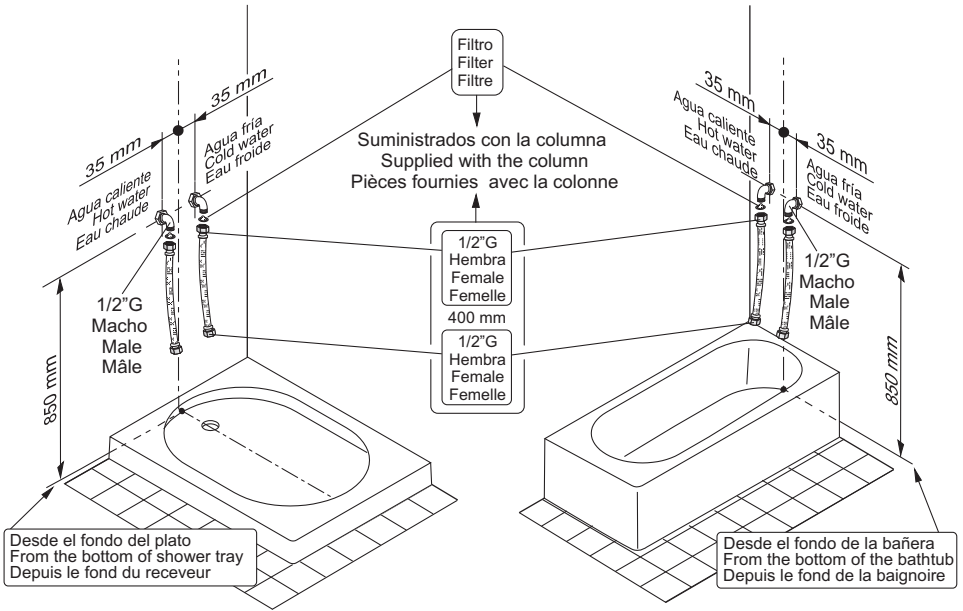 Filtro
Filter
Filtre
Suministrados con la columna
Supplied with the column
Pièces fournies avec la colonne
35 mm
35 mm
Agua fría
Cold water
Eau froide
Agua caliente
Hot water
Eau chaude
1/2”G
Macho
Male
Mâle
850 mm
Desde el fondo del plato
From the bottom of shower tray
Depuis le fond du receveur
1/2”G
Hembra
Female
Femelle
400 mm
1/2”G
Hembra
Female
Femelle
35 mm
35 mm
Agua caliente
Hot water
Eau chaude
Agua fría
Cold water
Eau froide
1/2”G
Macho
Male
Mâle
850 mm
Desde el fondo de la bañera
From the bottom of the bathtub
Depuis le fond de la baignoire